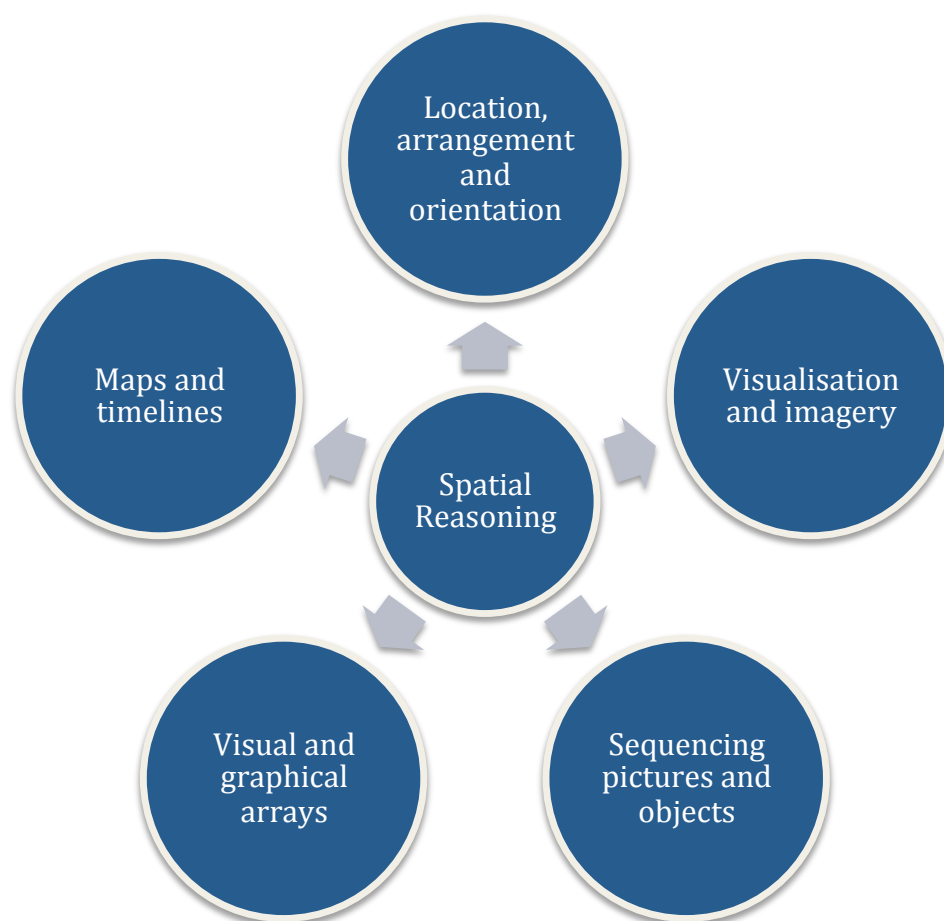 Location,
arrangement
and
orientation
Maps and
timelines
Visualisation
and imagery
Spatial
Reasoning
Visual and
graphical
arrays
Sequencing
pictures and
objects